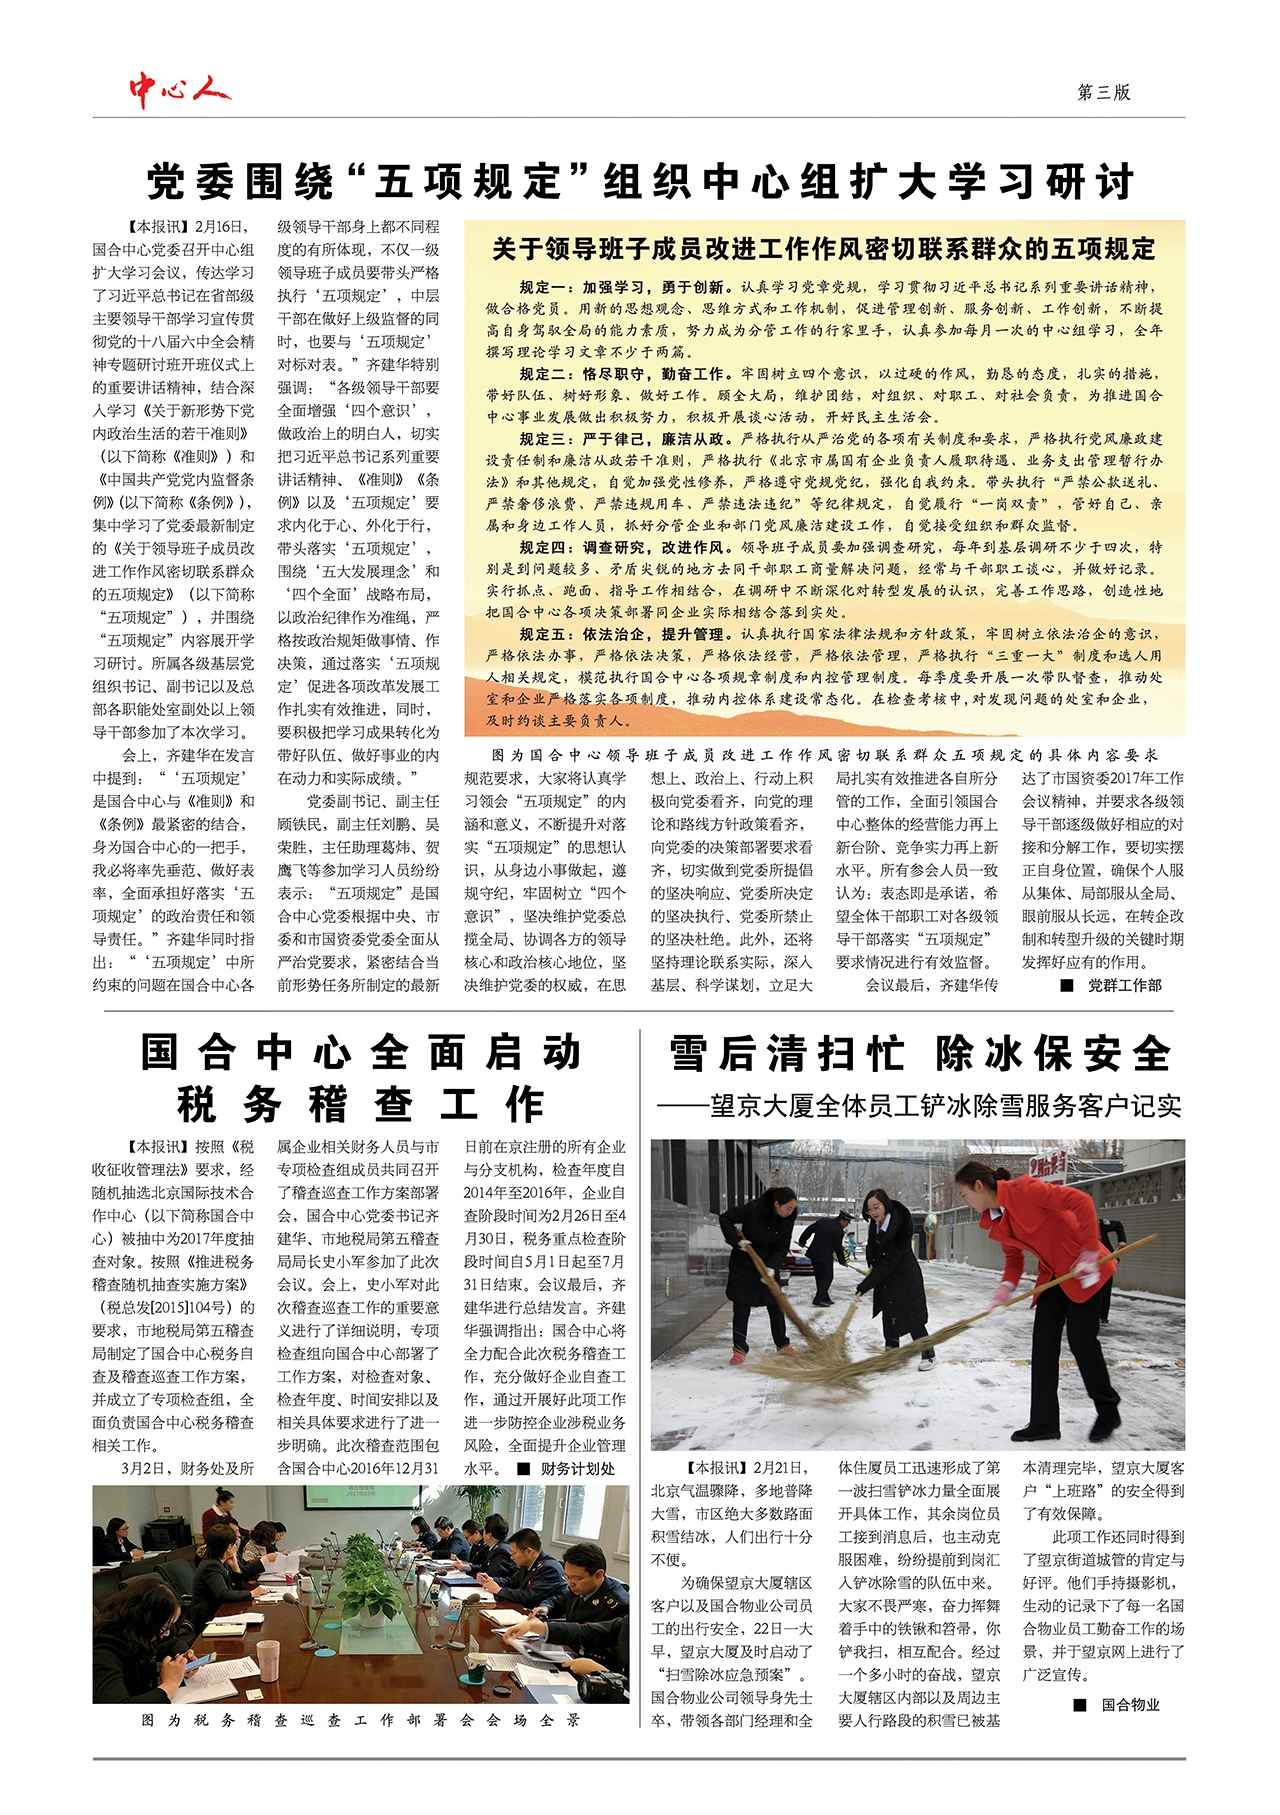 中心人
第三版
党委围绕“五项规定”组织中心组扩大学习研讨
【本报讯】2月16日，
国合中心党委召开中心组
扩大学习会议，传达学习
了习近平总书记在省部级
主要领导干部学习宣传贯
彻党的十八届六中全会精
神专题研讨班开班仪式上
的重要讲话精神，结合深
入学习《关于新形势下党
内政治生活的若干准则》
（以下简称《准则》）和
《中国共产党党内监督条
例》(以下简称《条例》)，
集中学习了党委最新制定
的《关于领导班子成员改
进工作作风密切联系群众
的五项规定》（以下简称
“五项规定”），并围绕
“五项规定”内容展开学
习研讨。所属各级基层党
组织书记、副书记以及总
部各职能处室副处以上领
导干部参加了本次学习。
会上，齐建华在发言
中提到：“‘五项规定’
是国合中心与《准则》和
《条例》最紧密的结合，
身为国合中心的一把手，
我必将率先垂范、做好表
率，全面承担好落实‘五
项规定’的政治责任和领
导责任。”齐建华同时指
出：“‘五项规定’中所
约束的问题在国合中心各
级领导干部身上都不同程
度的有所体现，不仅一级
领导班子成员要带头严格
执行‘五项规定’，中层
干部在做好上级监督的同
时，也要与‘五项规定’
对标对表。”齐建华特别
强调：“各级领导干部要
全面增强‘四个意识’，
做政治上的明白人，切实
把习近平总书记系列重要
讲话精神、《准则》《条
例》以及‘五项规定’要
求内化于心、外化于行，
带头落实‘五项规定’，
围绕‘五大发展理念’和
‘四个全面’战略布局，
以政治纪律作为准绳，严
格按政治规矩做事情、作
决策，通过落实‘五项规
定’促进各项改革发展工
作扎实有效推进，同时，
要积极把学习成果转化为
带好队伍、做好事业的内
在动力和实际成绩。”
党委副书记、副主任
顾铁民，副主任刘鹏、吴
荣胜，主任助理葛炜、贺
鹰飞等参加学习人员纷纷
表示：“五项规定”是国
合中心党委根据中央、市
委和市国资委党委全面从
严治党要求，紧密结合当
前形势任务所制定的最新
关于领导班子成员改进工作作风密切联系群众的五项规定
规定一：加强学习，勇于创新。认真学习党章党规，学习贯彻习近平总书记系列重要讲话精神，
做合格党员。用新的思想观念、思维方式和工作机制，促进管理创新、服务创新、工作创新，不断提
高自身驾驭全局的能力素质，努力成为分管工作的行家里手，认真参加每月一次的中心组学习，全年
撰写理论学习文章不少于两篇。
规定二：恪尽职守，勤奋工作。牢固树立四个意识，以过硬的作风，勤恳的态度，扎实的措施，
带好队伍、树好形象、做好工作。顾全大局，维护团结，对组织、对职工、对社会负责，为推进国合
中心事业发展做出积极努力，积极开展谈心活动，开好民主生活会。
规定三：严于律己，廉洁从政。严格执行从严治党的各项有关制度和要求，严格执行党风廉政建
设责任制和廉洁从政若干准则，严格执行《北京市属国有企业负责人履职待遇、业务支出管理暂行办
法》和其他规定，自觉加强党性修养，严格遵守党规党纪，强化自我约束。带头执行“严禁公款送礼、
严禁奢侈浪费、严禁违规用车、严禁违法违纪”等纪律规定，自觉履行“一岗双责”，管好自己、亲
属和身边工作人员，抓好分管企业和部门党风廉洁建设工作，自觉接受组织和群众监督。
规定四：调查研究，改进作风。领导班子成员要加强调查研究，每年到基层调研不少于四次，特
别是到问题较多、矛盾尖锐的地方去同干部职工商量解决问题，经常与干部职工谈心，并做好记录。
实行抓点、跑面、指导工作相结合，在调研中不断深化对转型发展的认识，完善工作思路，创造性地
把国合中心各项决策部署同企业实际相结合落到实处。
规定五：依法治企，提升管理。认真执行国家法律法规和方针政策，牢固树立依法治企的意识，
严格依法办事，严格依法决策，严格依法经营，严格依法管理，严格执行“三重一大”制度和选人用
人相关规定，模范执行国合中心各项规章制度和内控管理制度。每季度要开展一次带队督查，推动处
室和企业严格落实各项制度，推动内控体系建设常态化。在检查考核中，对发现问题的处室和企业，
及时约谈主要负责人。
图为国合中心领导班子成员改进工作作风密切联系群众五项规定的具体内容要求
规范要求，大家将认真学
习领会“五项规定”的内
涵和意义，不断提升对落
实“五项规定”的思想认
识，从身边小事做起，遵
规守纪，牢固树立“四个
意识”，坚决维护党委总
揽全局、协调各方的领导
核心和政治核心地位，坚
决维护党委的权威，在思
想上、政治上、行动上积
极向党委看齐，向党的理
论和路线方针政策看齐，
向党委的决策部署要求看
齐，切实做到党委所提倡
的坚决响应、党委所决定
的坚决执行、党委所禁止
的坚决杜绝。此外，还将
坚持理论联系实际，深入
基层、科学谋划，立足大
局扎实有效推进各自所分
管的工作，全面引领国合
中心整体的经营能力再上
新台阶、竞争实力再上新
水平。所有参会人员一致
认为：表态即是承诺，希
望全体干部职工对各级领
导干部落实“五项规定”
要求情况进行有效监督。
会议最后，齐建华传
达了市国资委2017年工作
会议精神，并要求各级领
导干部逐级做好相应的对
接和分解工作，要切实摆
正自身位置，确保个人服
从集体、局部服从全局、
眼前服从长远，在转企改
制和转型升级的关键时期
发挥好应有的作用。
■ 党群工作部
国合中心全面启动
税务稽查工作
【本报讯】按照《税
收征收管理法》要求，经
随机抽选北京国际技术合
作中心（以下简称国合中
心）被抽中为2017年度抽
查对象。按照《推进税务
稽查随机抽查实施方案》
（税总发[2015]104号）的
要求，市地税局第五稽查
局制定了国合中心税务自
查及稽查巡查工作方案，
并成立了专项检查组，全
面负责国合中心税务稽查
相关工作。
3月2日，财务处及所
属企业相关财务人员与市
专项检查组成员共同召开
了稽查巡查工作方案部署
会，国合中心党委书记齐
建华、市地税局第五稽查
局局长史小军参加了此次
会议。会上，史小军对此
次稽查巡查工作的重要意
义进行了详细说明，专项
检查组向国合中心部署了
工作方案，对检查对象、
检查年度、时间安排以及
相关具体要求进行了进一
步明确。此次稽查范围包
含国合中心2016年12月31
日前在京注册的所有企业
与分支机构，检查年度自
2014年至2016年，企业自
查阶段时间为2月26日至4
月30日，税务重点检查阶
段时间自5月1日起至7月
31日结束。会议最后，齐
建华进行总结发言。齐建
华强调指出：国合中心将
全力配合此次税务稽查工
作，充分做好企业自查工
作，通过开展好此项工作
进一步防控企业涉税业务
风险，全面提升企业管理
水平。 ■ 财务计划处
图为税务稽查巡查工作部署会会场全景
雪后清扫忙 除冰保安全
——望京大厦全体员工铲冰除雪服务客户记实
【本报讯】2月21日，
北京气温骤降，多地普降
大雪，市区绝大多数路面
积雪结冰，人们出行十分
不便。
为确保望京大厦辖区
客户以及国合物业公司员
工的出行安全，22日一大
早，望京大厦及时启动了
“扫雪除冰应急预案”。
国合物业公司领导身先士
卒，带领各部门经理和全
体住厦员工迅速形成了第
一波扫雪铲冰力量全面展
开具体工作，其余岗位员
工接到消息后，也主动克
服困难，纷纷提前到岗汇
入铲冰除雪的队伍中来。
大家不畏严寒，奋力挥舞
着手中的铁锹和笤帚，你
铲我扫，相互配合。经过
一个多小时的奋战，望京
大厦辖区内部以及周边主
要人行路段的积雪已被基
本清理完毕，望京大厦客
户“上班路”的安全得到
了有效保障。
此项工作还同时得到
了望京街道城管的肯定与
好评。他们手持摄影机，
生动的记录下了每一名国
合物业员工勤奋工作的场
景，并于望京网上进行了
广泛宣传。
■ 国合物业